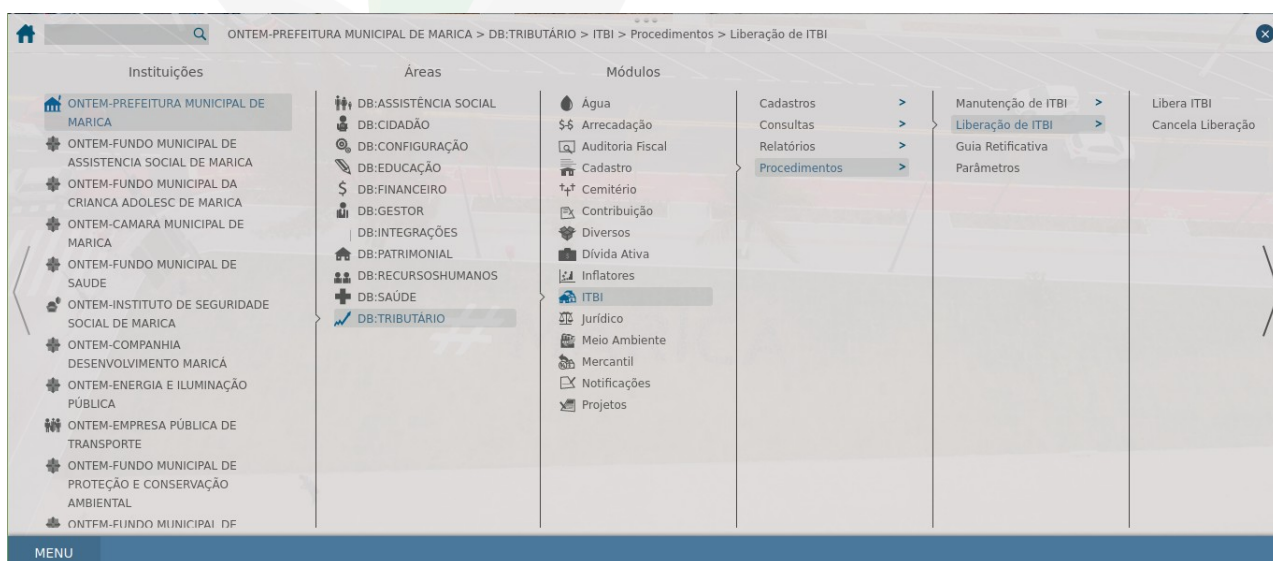 ONTEM-PREFEITURA MUNICIPAL DE MARICA > DB:TRIBUTÁRIO > ITBI > Procedimentos > Liberação de ITBI
Instituições
ONTEM-PREFEITURA MUNICIPAL DE
MARICA
ONTEM-FUNDO MUNICIPAL DE
ASSISTENCIA SOCIAL DE MARICA
ONTEM-FUNDO MUNICIPAL DA
CRIANCA ADOLESC DE MARICA
ONTEM-CAMARA MUNICIPAL DE
MARICA
ONTEM-FUNDO MUNICIPAL DE
SAUDE
ONTEM-INSTITUTO DE SEGURIDADE
SOCIAL DE MARICA
ONTEM-COMPANHIA
DESENVOLVIMENTO MARICÁ
ONTEM-ENERGIA E ILUMINAÇÃO
PÚBLICA
ONTEM-EMPRESA PÚBLICA DE
TRANSPORTE
ONTEM-FUNDO MUNICIPAL DE
PROTEÇÃO E CONSERVAÇÃO
AMBIENTAL
ONTEM-FUNDO MUNICIPAL DE
Áreas
DB:ASSISTÊNCIA SOCIAL
DB:CIDADÃO
DB:CONFIGURAÇÃO
DB:EDUCAÇÃO
DB:FINANCEIRO
DB:GESTOR
DB:INTEGRAÇÕES
DB:PATRIMONIAL
DB:RECURSOSHUMANOS
DB:SAÚDE
DB:TRIBUTÁRIO
Módulos
Água
Arrecadação
Auditoria Fiscal
Cadastro
Cemitério
Contribuição
Diversos
Dívida Ativa
Inflatores
ITBI
Jurídico
Meio Ambiente
Mercantil
Notificações
Projetos
Cadastros >
Consultas >
Relatórios >
Procedimentos >
Manutenção de ITBI >
Liberação de ITBI >
Guia Retificativa
Parâmetros
Libera ITBI
Cancela Liberação
MENU